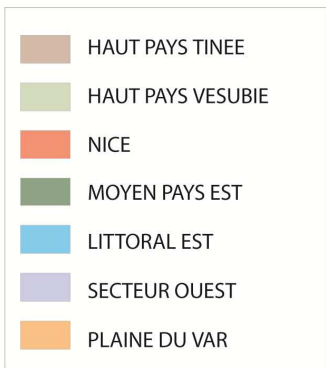 HAUT PAYS TINEE
HAUT PAYS VESUBIE
NICE
MOYEN PAYS EST
LITTORAL EST
SECTEUR OUEST
PLAINE DU VAR